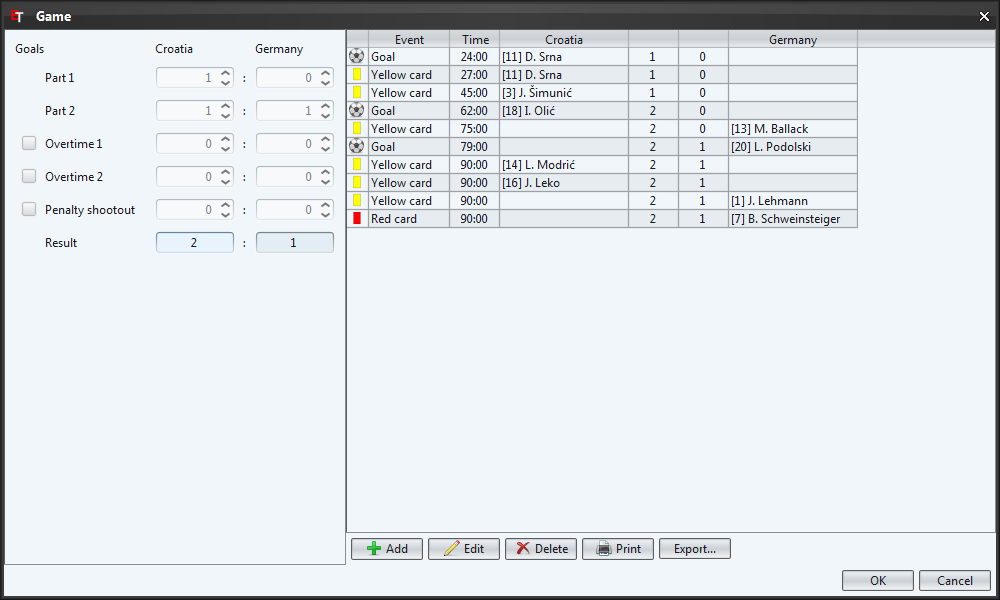 ET Game
Goals Croatia Germany
Part 1 1 : 0
Part 2 1 : 1
Overtime 1 0 : 0
Overtime 2 0 : 0
Penalty shootout 0 : 0
Result 2 : 1
Event Time Croatia Germany
Goal 24:00 [11] D. Srna 1 0
Yellow card 27:00 [11] D. Srna 1 0
Yellow card 45:00 [3] J. Šimunić 1 0
Goal 62:00 [18] I. Olić 2 0
Yellow card 75:00 2 0 [13] M. Ballack
Goal 79:00 2 1 [20] L. Podolski
Yellow card 90:00 [14] L. Modrić 2 1
Yellow card 90:00 [16] J. Leko 2 1
Yellow card 90:00 2 1 [1] J. Lehmann
Red card 90:00 2 1 [7] B. Schweinsteiger
Add Edit Delete Print Export...
OK Cancel